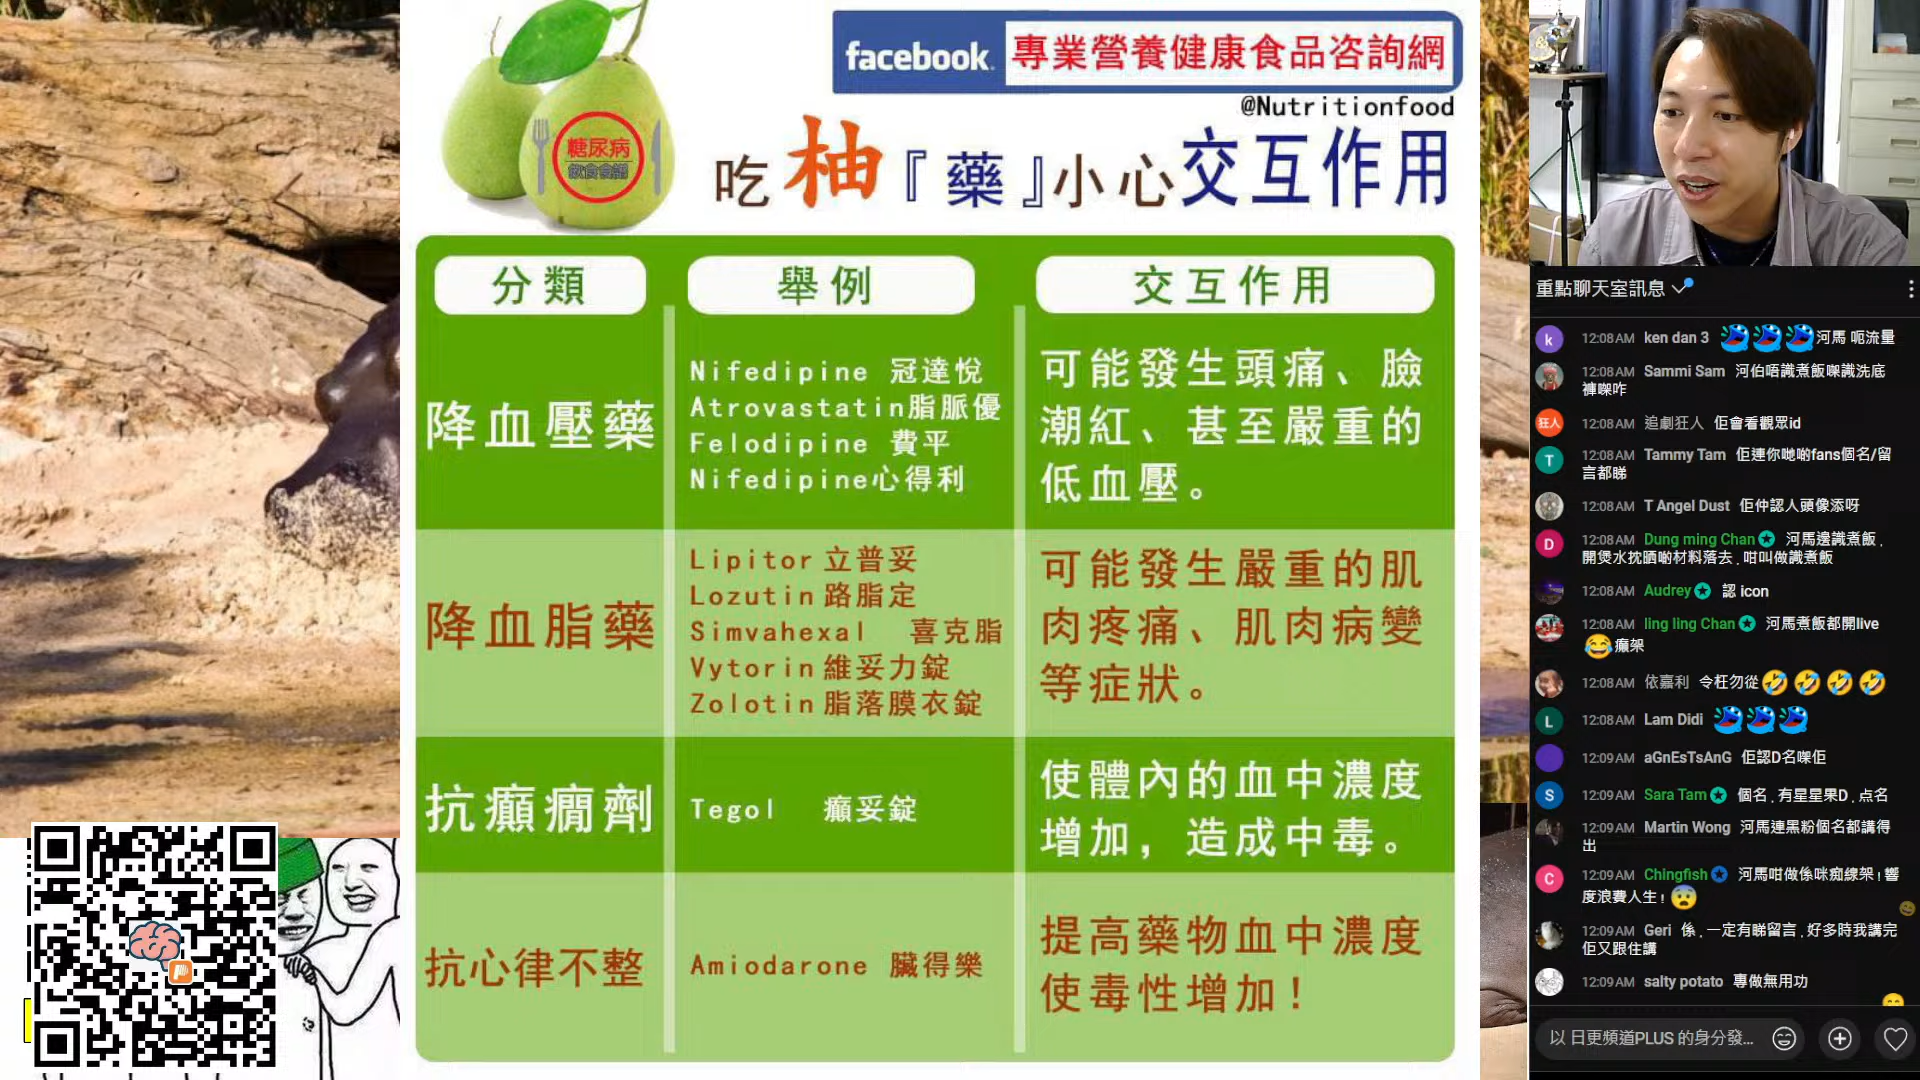 facebook. 專業營養健康食品咨詢網
@Nutritionfood
糖尿病
飲食食譜
吃柚『藥』小心交互作用
分類 舉例 交互作用
降血壓藥
Nifedipine 冠達悅
Atrovastatin脂脈優
Felodipine 費平
Nifedipine心得利
可能發生頭痛、臉
潮紅、甚至嚴重的
低血壓。
降血脂藥
Lipitor 立普妥
Lozutin 路脂定
Simvahexal 喜克脂
Vytorin 維妥力錠
Zolotin 脂落膜衣錠
可能發生嚴重的肌
肉疼痛、肌肉病變
等症狀。
抗癲癇劑
Tegol 癲妥錠
使體內的血中濃度
增加，造成中毒。
抗心律不整
Amiodarone 臟得樂
提高藥物血中濃度
使毒性增加！
重點聊天室訊息
k 12:08 AM ken dan 3 河馬 呃流量
12:08 AM Sammi Sam 河伯唔識煮飯㗎識洗底
褲㗎咋
狂人 12:08 AM 追劇狂人 佢會看觀眾id
T 12:08 AM Tammy Tam 佢連你哋啲fans個名/留
言都睇
12:08 AM T Angel Dust 佢仲認人頭像添呀
D 12:08 AM Dung ming Chan 河馬邊識煮飯，
開煲水抌晒啲材料落去，咁叫做識煮飯
12:08 AM Audrey 認 icon
12:08 AM ling ling Chan 河馬煮飯都開live
😂癲架
12:08 AM 依嘉利 令枉勿從🤣🤣🤣🤣
L 12:08 AM Lam Didi
12:09 AM aGnEsTsAnG 佢認D名㗎佢
S 12:09 AM Sara Tam 個名，有星星果D，点名
12:09 AM Martin Wong 河馬連黑粉個名都講得
出
C 12:09 AM Chingfish 河馬咁做係咪痴線架！嚮
度浪費人生！😨
12:09 AM Geri 係，一定有睇留言，好多時我講完
佢又跟住講
12:09 AM salty potato 專做無用功
以 日更頻道PLUS 的身分發...